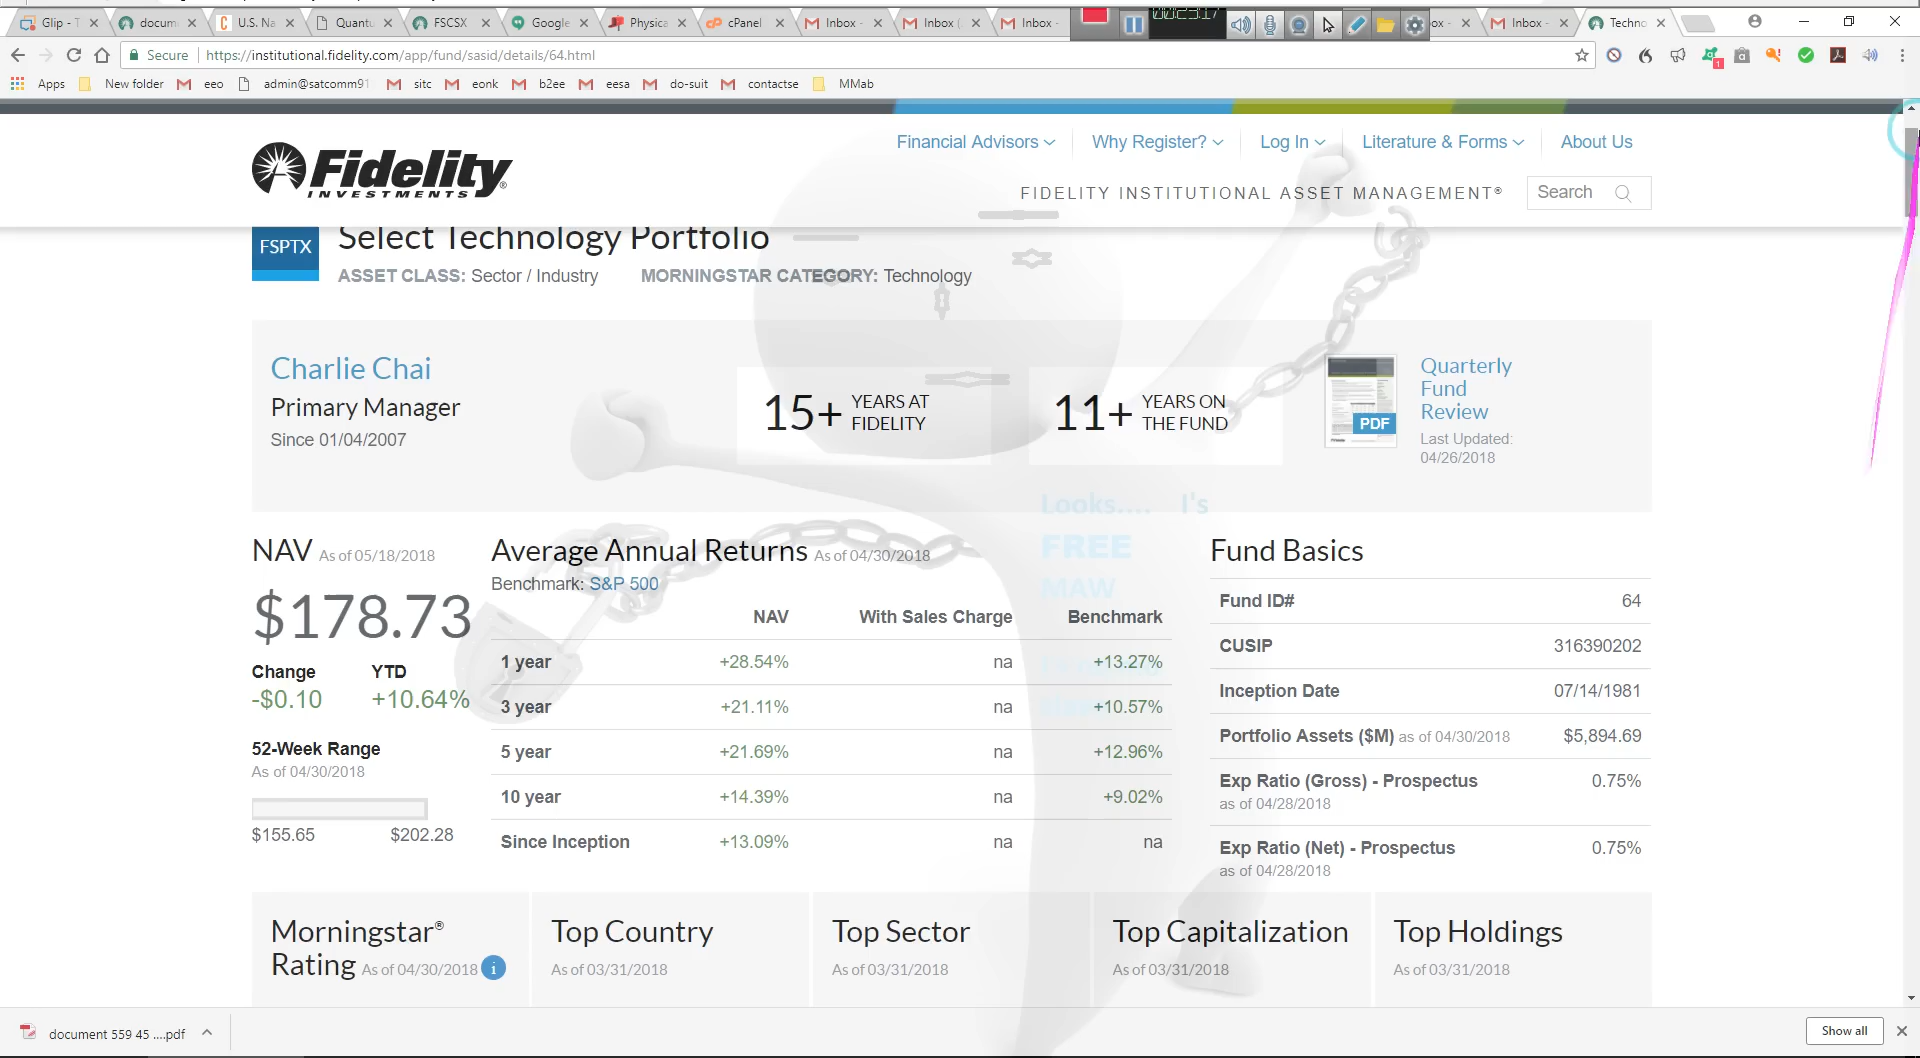 Glip - T
docum
U.S. Na
Quantu
FSCSX
Google
Physica
cPanel
Inbox -
Inbox (
Inbox -
00:25:17
ox -
Inbox -
Techno
Secure
https://institutional.fidelity.com/app/fund/sasid/details/64.html
1
Apps
New folder
eeo
admin@satcomm91
sitc
eonk
b2ee
eesa
do-suit
contactse
MMab
Financial Advisors
Why Register?
Log In
Literature & Forms
About Us
Fidelity
INVESTMENTS
FIDELITY INSTITUTIONAL ASSET MANAGEMENT®
Search
FSPTX
Select Technology Portfolio
ASSET CLASS: Sector / Industry MORNINGSTAR CATEGORY: Technology
Charlie Chai
Primary Manager
Since 01/04/2007
15+ YEARS AT FIDELITY
11+ YEARS ON THE FUND
PDF
Quarterly
Fund
Review
Last Updated:
04/26/2018
Looks.... I's
FREE
MAW
NAV As of 05/18/2018
$178.73
Change YTD
-$0.10 +10.64%
52-Week Range
As of 04/30/2018
$155.65 $202.28
Average Annual Returns As of 04/30/2018
Benchmark: S&P 500
NAV With Sales Charge Benchmark
1 year +28.54% na +13.27%
3 year +21.11% na +10.57%
5 year +21.69% na +12.96%
10 year +14.39% na +9.02%
Since Inception +13.09% na na
Fund Basics
Fund ID# 64
CUSIP 316390202
Inception Date 07/14/1981
Portfolio Assets ($M) as of 04/30/2018 $5,894.69
Exp Ratio (Gross) - Prospectus 0.75%
as of 04/28/2018
Exp Ratio (Net) - Prospectus 0.75%
as of 04/28/2018
Morningstar®
Rating As of 04/30/2018 i
Top Country
As of 03/31/2018
Top Sector
As of 03/31/2018
Top Capitalization
As of 03/31/2018
Top Holdings
As of 03/31/2018
document 559 45 ....pdf
Show all